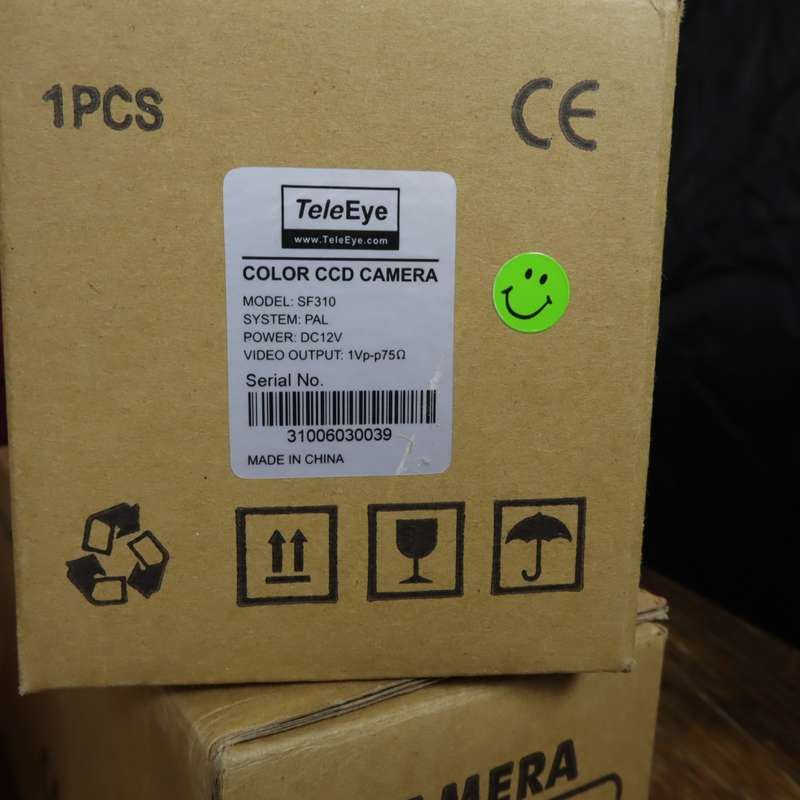 1PCS
CE
TeleEye
www.TeleEye.com
COLOR CCD CAMERA
MODEL: SF310
SYSTEM: PAL
POWER: DC12V
VIDEO OUTPUT: 1Vp-p75Ω
Serial No.
31006030039
MADE IN CHINA